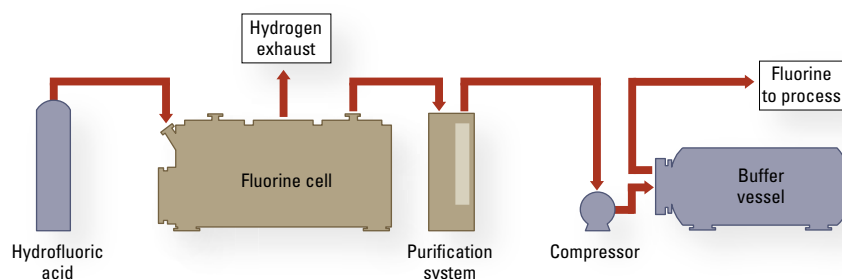 Hydrogen
exhaust
Fluorine
to process
Fluorine cell
Buffer
vessel
Hydrofluoric
acid
Purification
system
Compressor